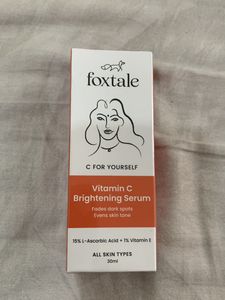 foxtale
C FOR YOURSELF
Vitamin C
Brightening Serum
Fades dark spots
Evens skin tone
15% L-Ascorbic Acid + 1% Vitamin E
ALL SKIN TYPES
30ml